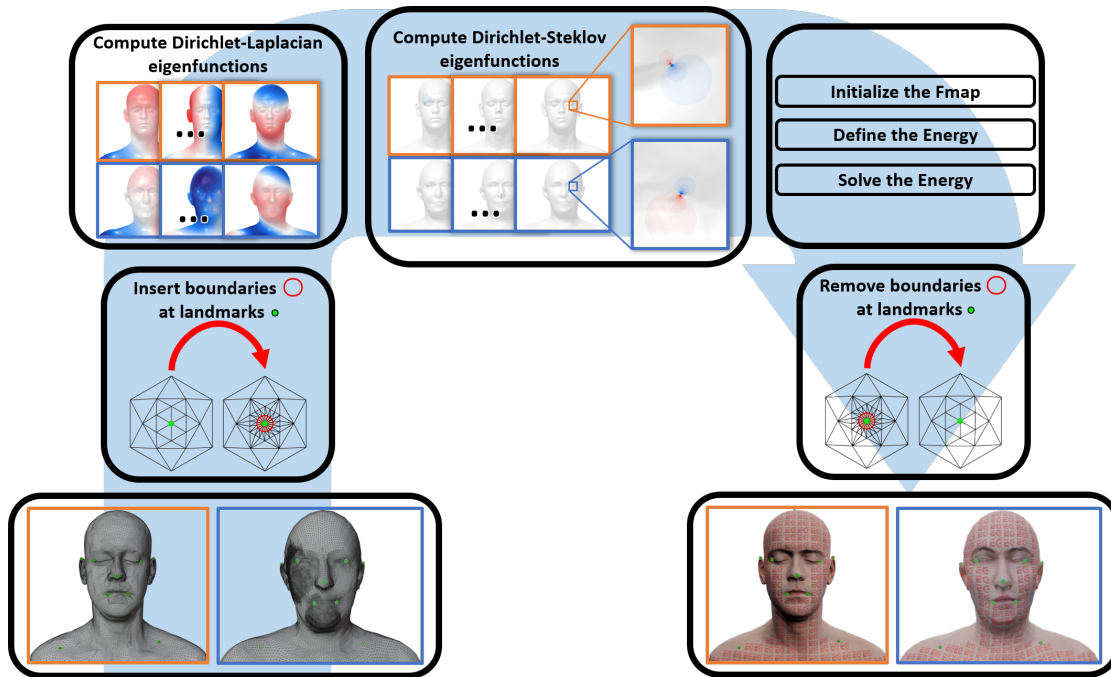 Compute Dirichlet-Laplacian
eigenfunctions
Compute Dirichlet-Steklov
eigenfunctions
Initialize the Fmap
Define the Energy
Solve the Energy
Insert boundaries
at landmarks
Remove boundaries
at landmarks